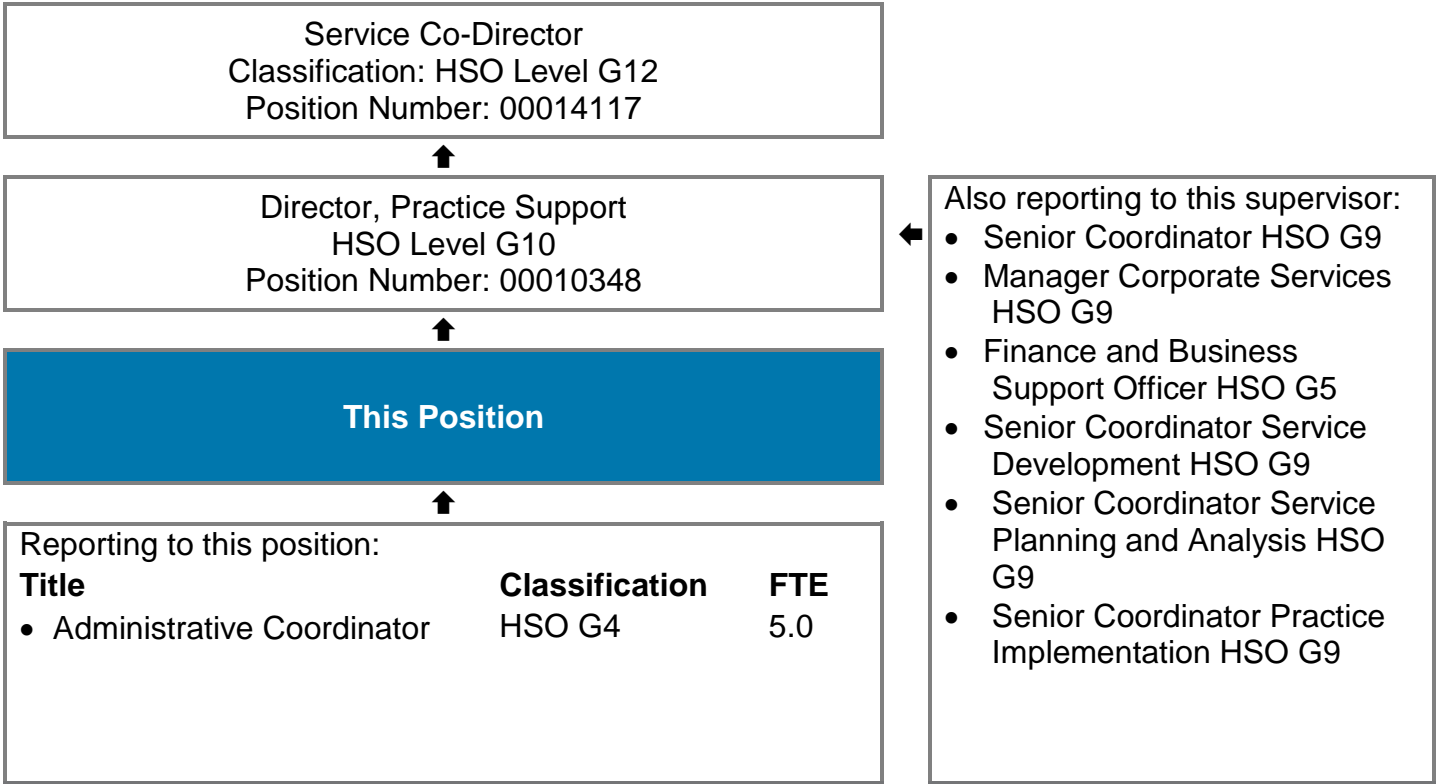 Service Co-Director
Classification: HSO Level G12
Position Number: 00014117
Director, Practice Support
HSO Level G10
Position Number: 00010348
This Position
Reporting to this position:
Title Classification FTE
• Administrative Coordinator HSO G4 5.0
Also reporting to this supervisor:
• Senior Coordinator HSO G9
• Manager Corporate Services
HSO G9
• Finance and Business
Support Officer HSO G5
• Senior Coordinator Service
Development HSO G9
• Senior Coordinator Service
Planning and Analysis HSO
G9
• Senior Coordinator Practice
Implementation HSO G9